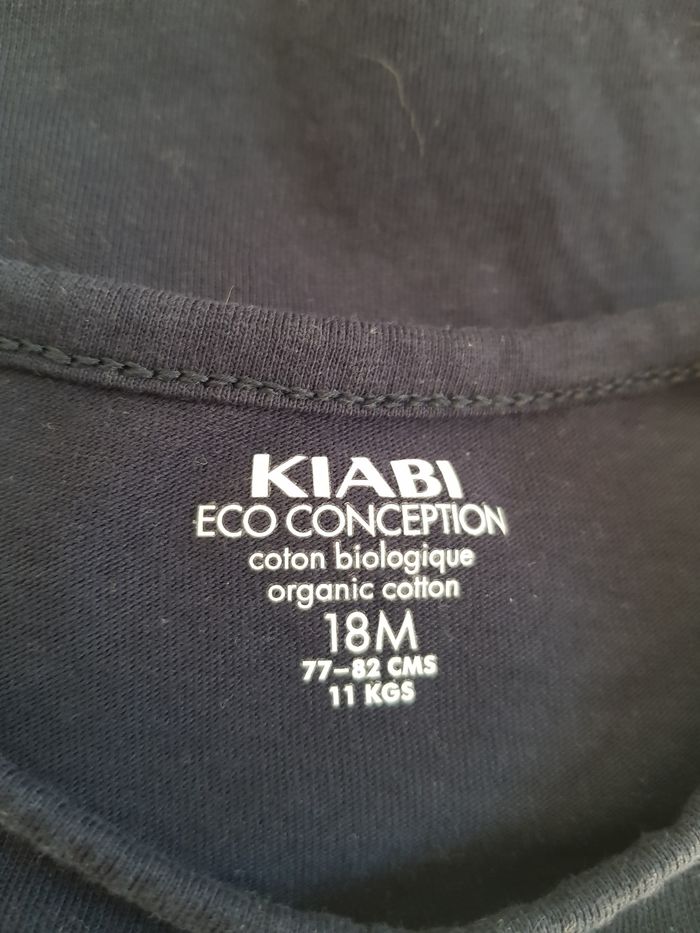 KIABI
ECO CONCEPTION
coton biologique
organic cotton
18M
77-82 CMS
11 KGS